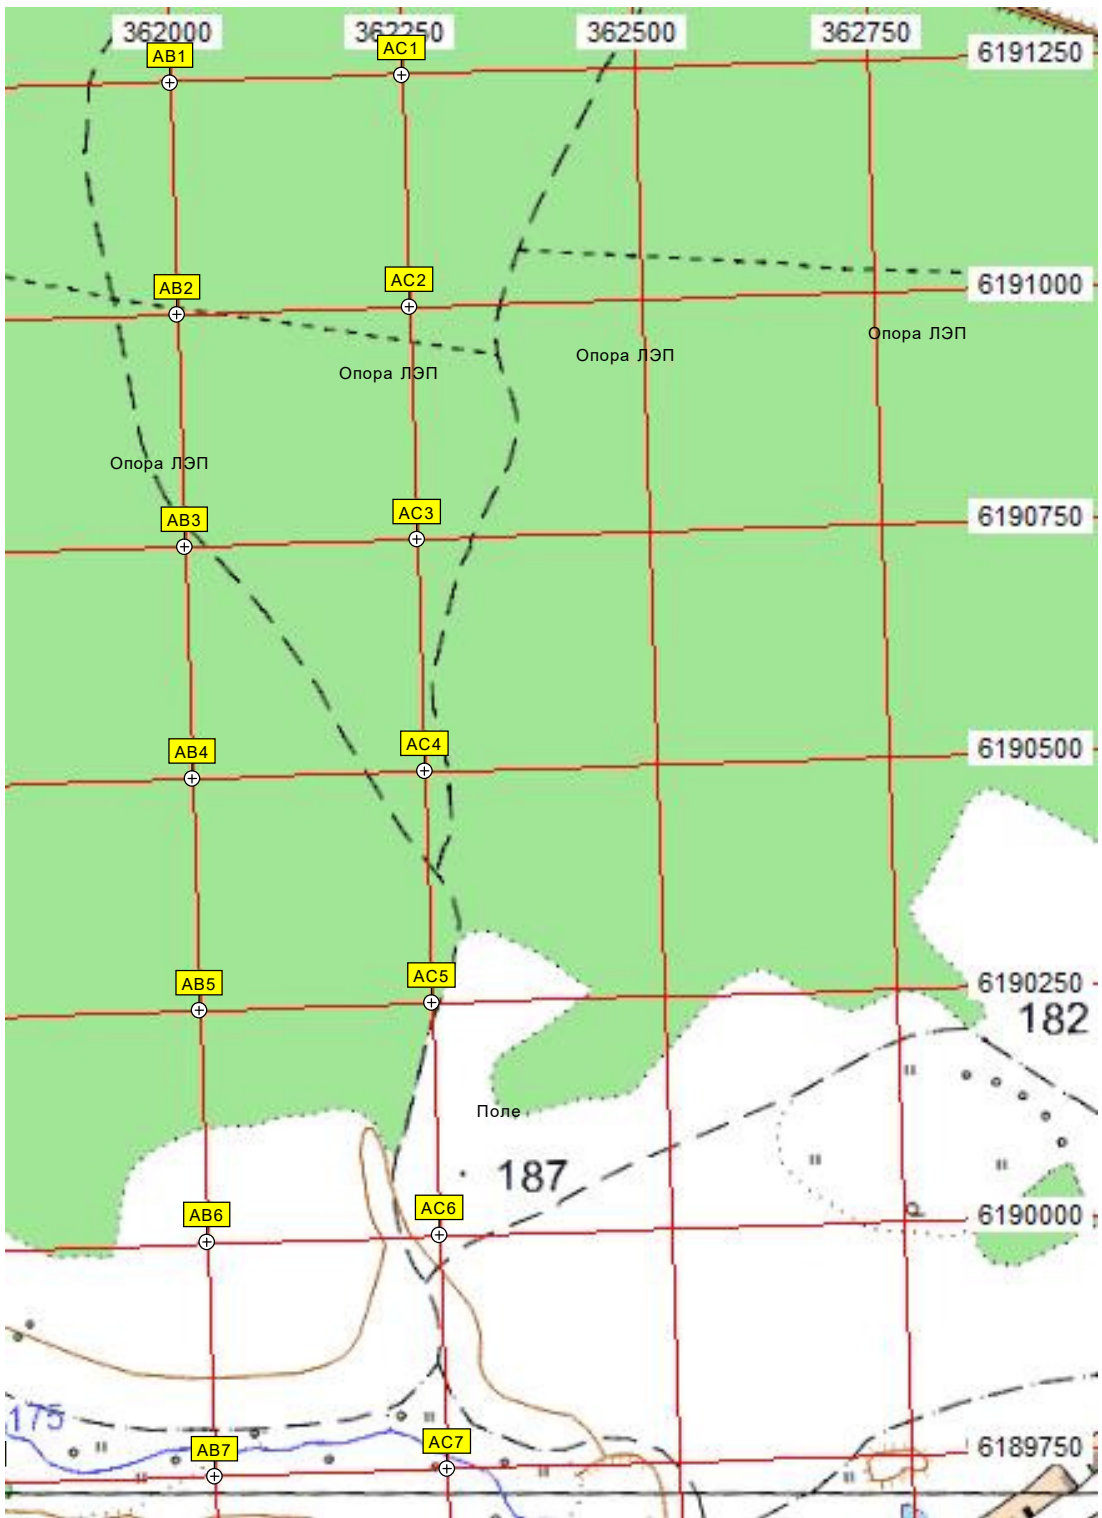 362000 362250 362500 362750
AB1 AC1 6191250
AB2 AC2 6191000
Опора ЛЭП
Опора ЛЭП
Опора ЛЭП
Опора ЛЭП
AB3 AC3 6190750
AB4 AC4 6190500
AB5 AC5 6190250
182
Поле
187
AB6 AC6 6190000
175
AB7 AC7 6189750